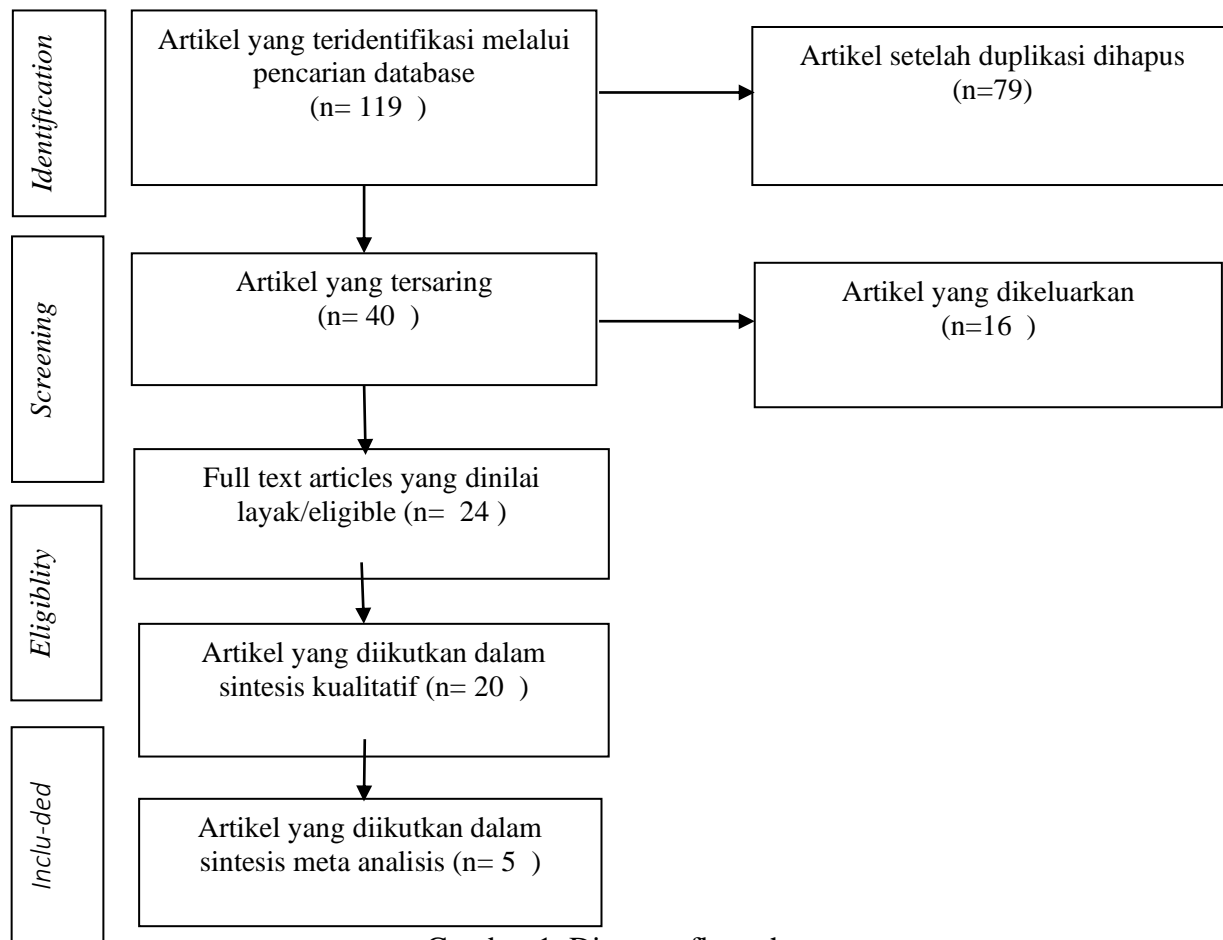 Identification
Artikel yang teridentifikasi melalui
pencarian database
(n= 119 )
Artikel setelah duplikasi dihapus
(n=79)
Screening
Artikel yang tersaring
(n= 40 )
Artikel yang dikeluarkan
(n=16 )
Full text articles yang dinilai
layak/eligible (n= 24 )
Eligiblity
Artikel yang diikutkan dalam
sintesis kualitatif (n= 20 )
Inclu-ded
Artikel yang diikutkan dalam
sintesis meta analisis (n= 5 )